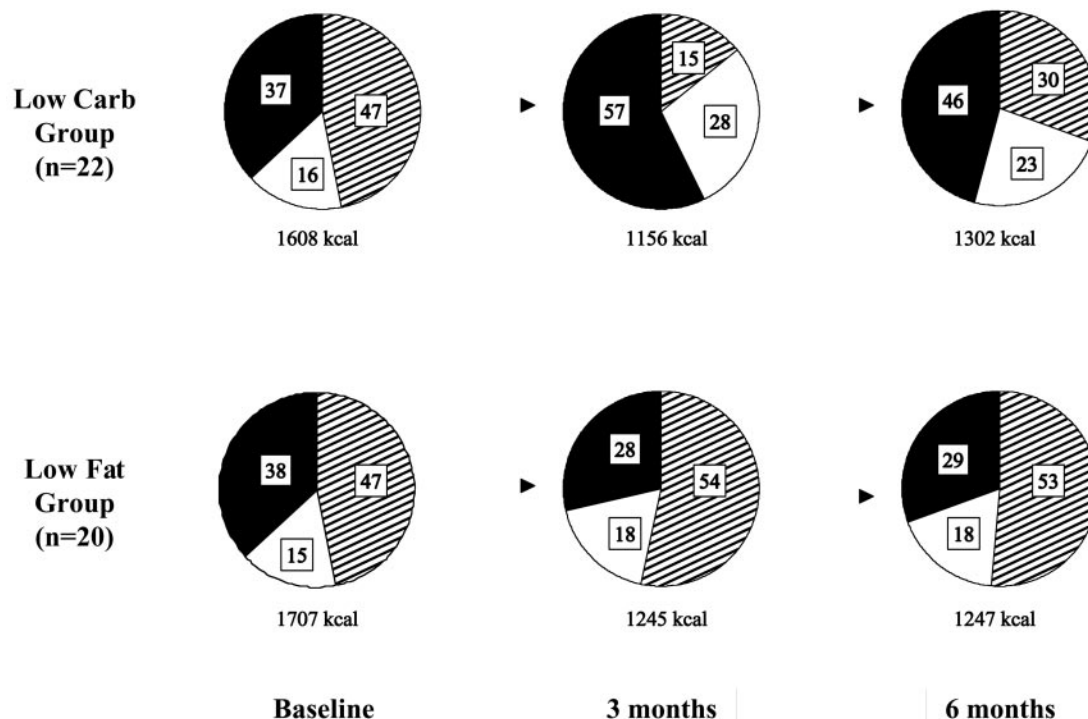 Low Carb
Group
(n=22)
37
47
16
1608 kcal
15
57
28
1156 kcal
30
46
23
1302 kcal
Low Fat
Group
(n=20)
38
47
15
1707 kcal
28
54
18
1245 kcal
29
53
18
1247 kcal
Baseline
3 months
6 months